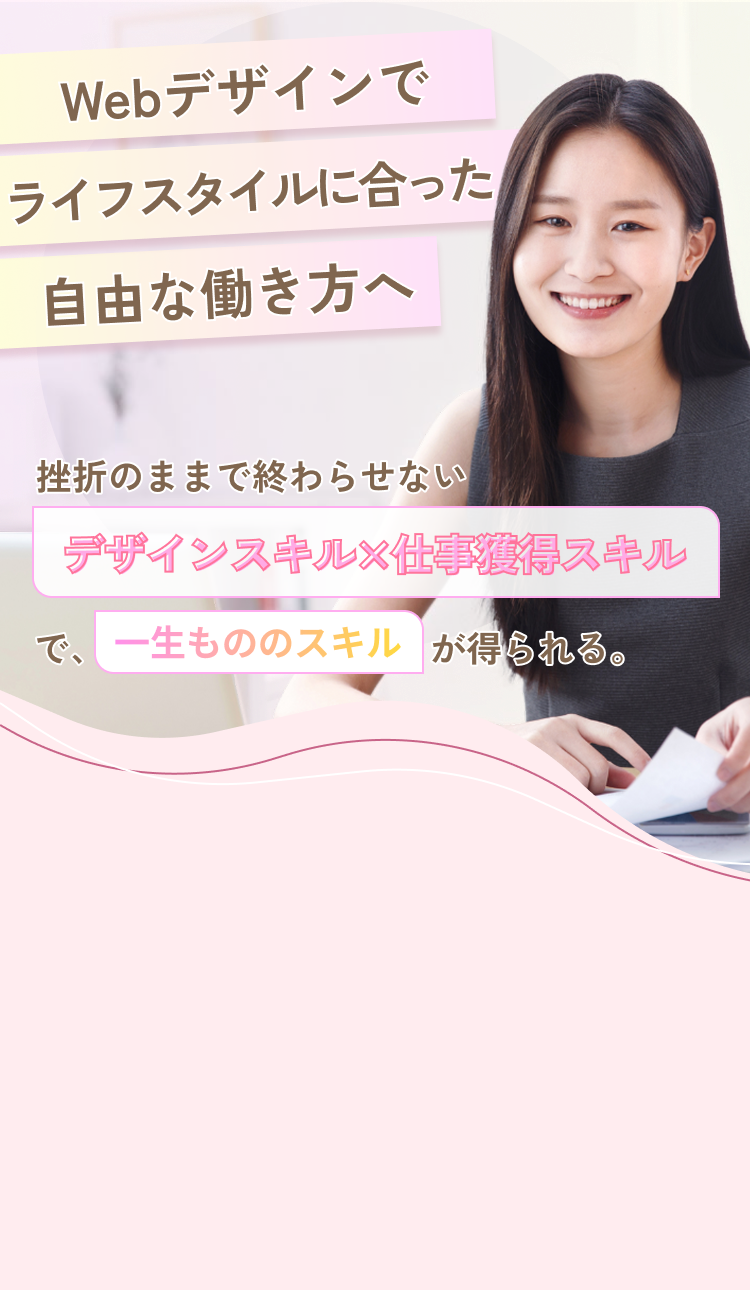 Webデザインで
ライフスタイルに合った
自由な働き方へ
挫折のままで終わらせない
デザインスキル×仕事獲得スキル
で、一生もののスキルが得られる。